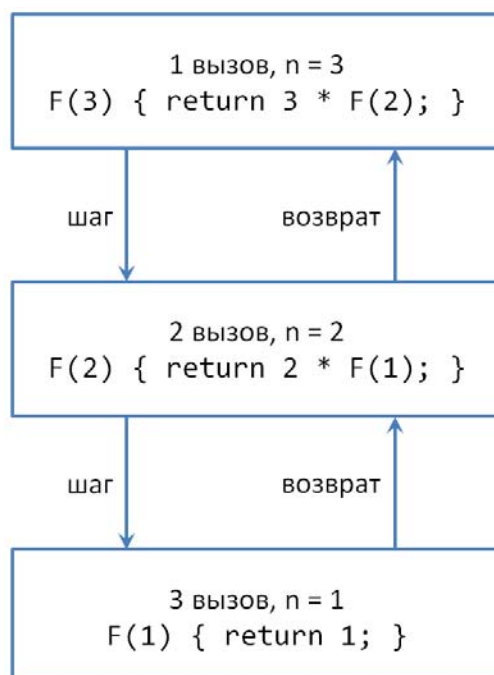 1 вызов, n = 3
F(3) { return 3 * F(2); }
шаг
возврат
2 вызов, n = 2
F(2) { return 2 * F(1); }
шаг
возврат
3 вызов, n = 1
F(1) { return 1; }